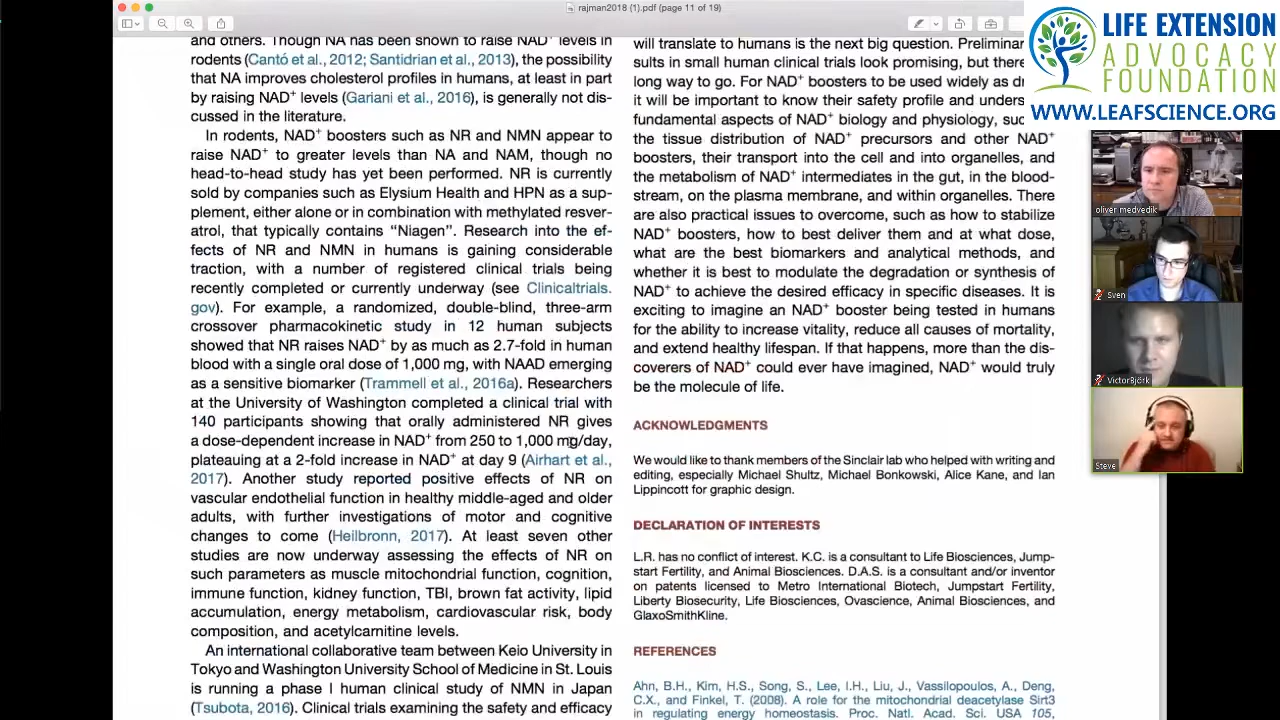 rajman2018 (1).pdf (page 11 of 19)
and others. Though NA has been shown to raise NAD+ levels in
rodents (Cantó et al., 2012; Santidrian et al., 2013), the possibility
that NA improves cholesterol profiles in humans, at least in part
by raising NAD+ levels (Gariani et al., 2016), is generally not dis-
cussed in the literature.
In rodents, NAD+ boosters such as NR and NMN appear to
raise NAD+ to greater levels than NA and NAM, though no
head-to-head study has yet been performed. NR is currently
sold by companies such as Elysium Health and HPN as a sup-
plement, either alone or in combination with methylated resver-
atrol, that typically contains “Niagen”. Research into the ef-
fects of NR and NMN in humans is gaining considerable
traction, with a number of registered clinical trials being
recently completed or currently underway (see Clinicaltrials.
gov). For example, a randomized, double-blind, three-arm
crossover pharmacokinetic study in 12 human subjects
showed that NR raises NAD+ by as much as 2.7-fold in human
blood with a single oral dose of 1,000 mg, with NAAD emerging
as a sensitive biomarker (Trammell et al., 2016a). Researchers
at the University of Washington completed a clinical trial with
140 participants showing that orally administered NR gives
a dose-dependent increase in NAD+ from 250 to 1,000 mg/day,
plateauing at a 2-fold increase in NAD+ at day 9 (Airhart et al.,
2017). Another study reported positive effects of NR on
vascular endothelial function in healthy middle-aged and older
adults, with further investigations of motor and cognitive
changes to come (Heilbronn, 2017). At least seven other
studies are now underway assessing the effects of NR on
such parameters as muscle mitochondrial function, cognition,
immune function, kidney function, TBI, brown fat activity, lipid
accumulation, energy metabolism, cardiovascular risk, body
composition, and acetylcarnitine levels.
An international collaborative team between Keio University in
Tokyo and Washington University School of Medicine in St. Louis
is running a phase I human clinical study of NMN in Japan
(Tsubota, 2016). Clinical trials examining the safety and efficacy
will translate to humans is the next big question. Preliminar
sults in small human clinical trials look promising, but there
long way to go. For NAD+ boosters to be used widely as dr
it will be important to know their safety profile and unders
fundamental aspects of NAD+ biology and physiology, suc
the tissue distribution of NAD+ precursors and other NAD+
boosters, their transport into the cell and into organelles, and
the metabolism of NAD+ intermediates in the gut, in the blood-
stream, on the plasma membrane, and within organelles. There
are also practical issues to overcome, such as how to stabilize
NAD+ boosters, how to best deliver them and at what dose,
what are the best biomarkers and analytical methods, and
whether it is best to modulate the degradation or synthesis of
NAD+ to achieve the desired efficacy in specific diseases. It is
exciting to imagine an NAD+ booster being tested in humans
for the ability to increase vitality, reduce all causes of mortality,
and extend healthy lifespan. If that happens, more than the dis-
coverers of NAD+ could ever have imagined, NAD+ would truly
be the molecule of life.
ACKNOWLEDGMENTS
We would like to thank members of the Sinclair lab who helped with writing and
editing, especially Michael Shultz, Michael Bonkowski, Alice Kane, and Ian
Lippincott for graphic design.
DECLARATION OF INTERESTS
L.R. has no conflict of interest. K.C. is a consultant to Life Biosciences, Jump-
start Fertility, and Animal Biosciences. D.A.S. is a consultant and/or inventor
on patents licensed to Metro International Biotech, Jumpstart Fertility,
Liberty Biosecurity, Life Biosciences, Ovascience, Animal Biosciences, and
GlaxoSmithKline.
REFERENCES
Ahn, B.H., Kim, H.S., Song, S., Lee, I.H., Liu, J., Vassilopoulos, A., Deng,
C.X., and Finkel, T. (2008). A role for the mitochondrial deacetylase Sirt3
in regulating energy homeostasis. Proc. Natl. Acad. Sci. USA 105,
LIFE EXTENSION
ADVOCACY
FOUNDATION
WWW.LEAFSCIENCE.ORG
oliver medvedik
Sven
VictorBjörk
Steve